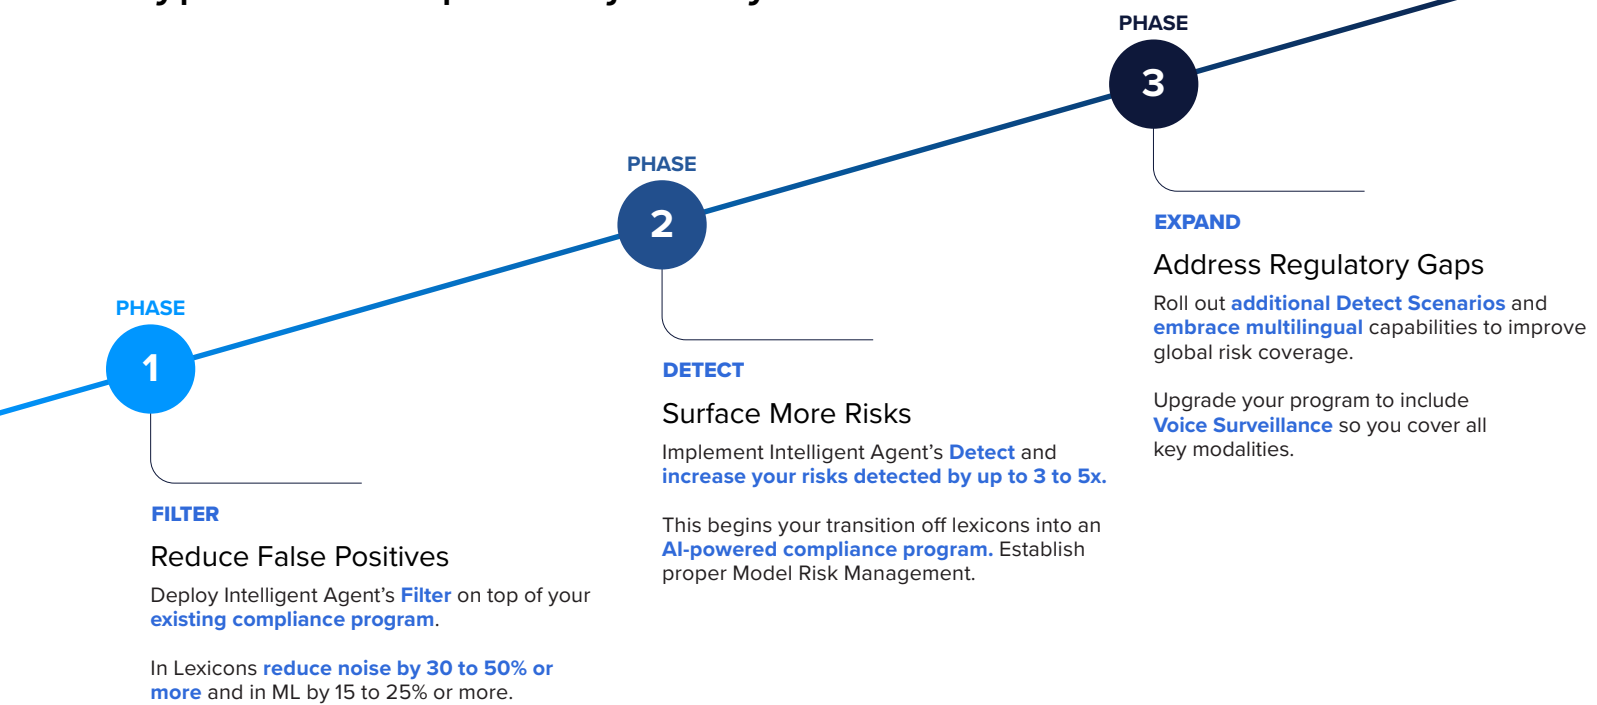 PHASE
1
FILTER
Reduce False Positives
Deploy Intelligent Agent’s Filter on top of your
existing compliance program.
In Lexicons reduce noise by 30 to 50% or
more and in ML by 15 to 25% or more.
PHASE
2
DETECT
Surface More Risks
Implement Intelligent Agent’s Detect and
increase your risks detected by up to 3 to 5x.
This begins your transition off lexicons into an
AI-powered compliance program. Establish
proper Model Risk Management.
PHASE
3
EXPAND
Address Regulatory Gaps
Roll out additional Detect Scenarios and
embrace multilingual capabilities to improve
global risk coverage.
Upgrade your program to include
Voice Surveillance so you cover all
key modalities.